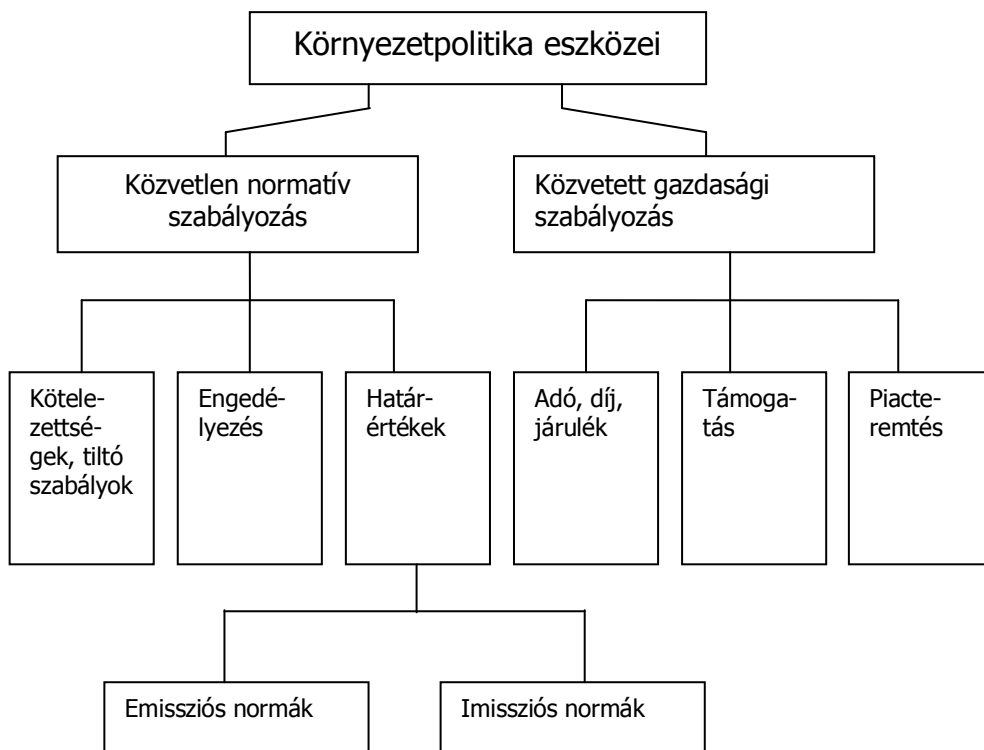 Környezetpolitika eszközei
Közvetlen normatív
szabályozás
Közvetett gazdasági
szabályozás
Kötele-
zettsé-
gek, tiltó
szabályok
Engedé-
lyezés
Határ-
értékek
Adó, díj,
járulék
Támoga-
tás
Piacte-
remtés
Emissziós normák
Imissziós normák